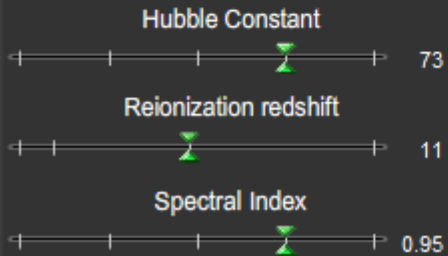 Hubble Constant
73
Reionization redshift
11
Spectral Index
0.95